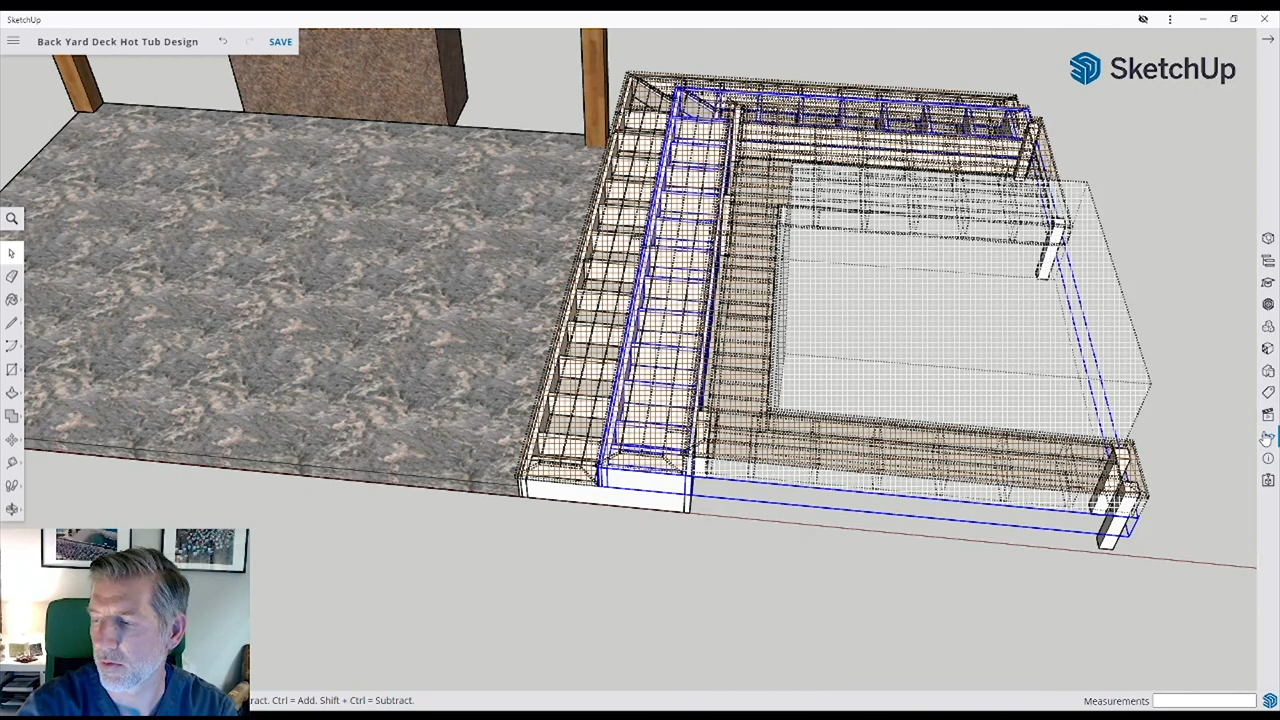 SketchUp
Back Yard Deck Hot Tub Design
SAVE
SketchUp
ract. Ctrl = Add. Shift + Ctrl = Subtract.
Measurements